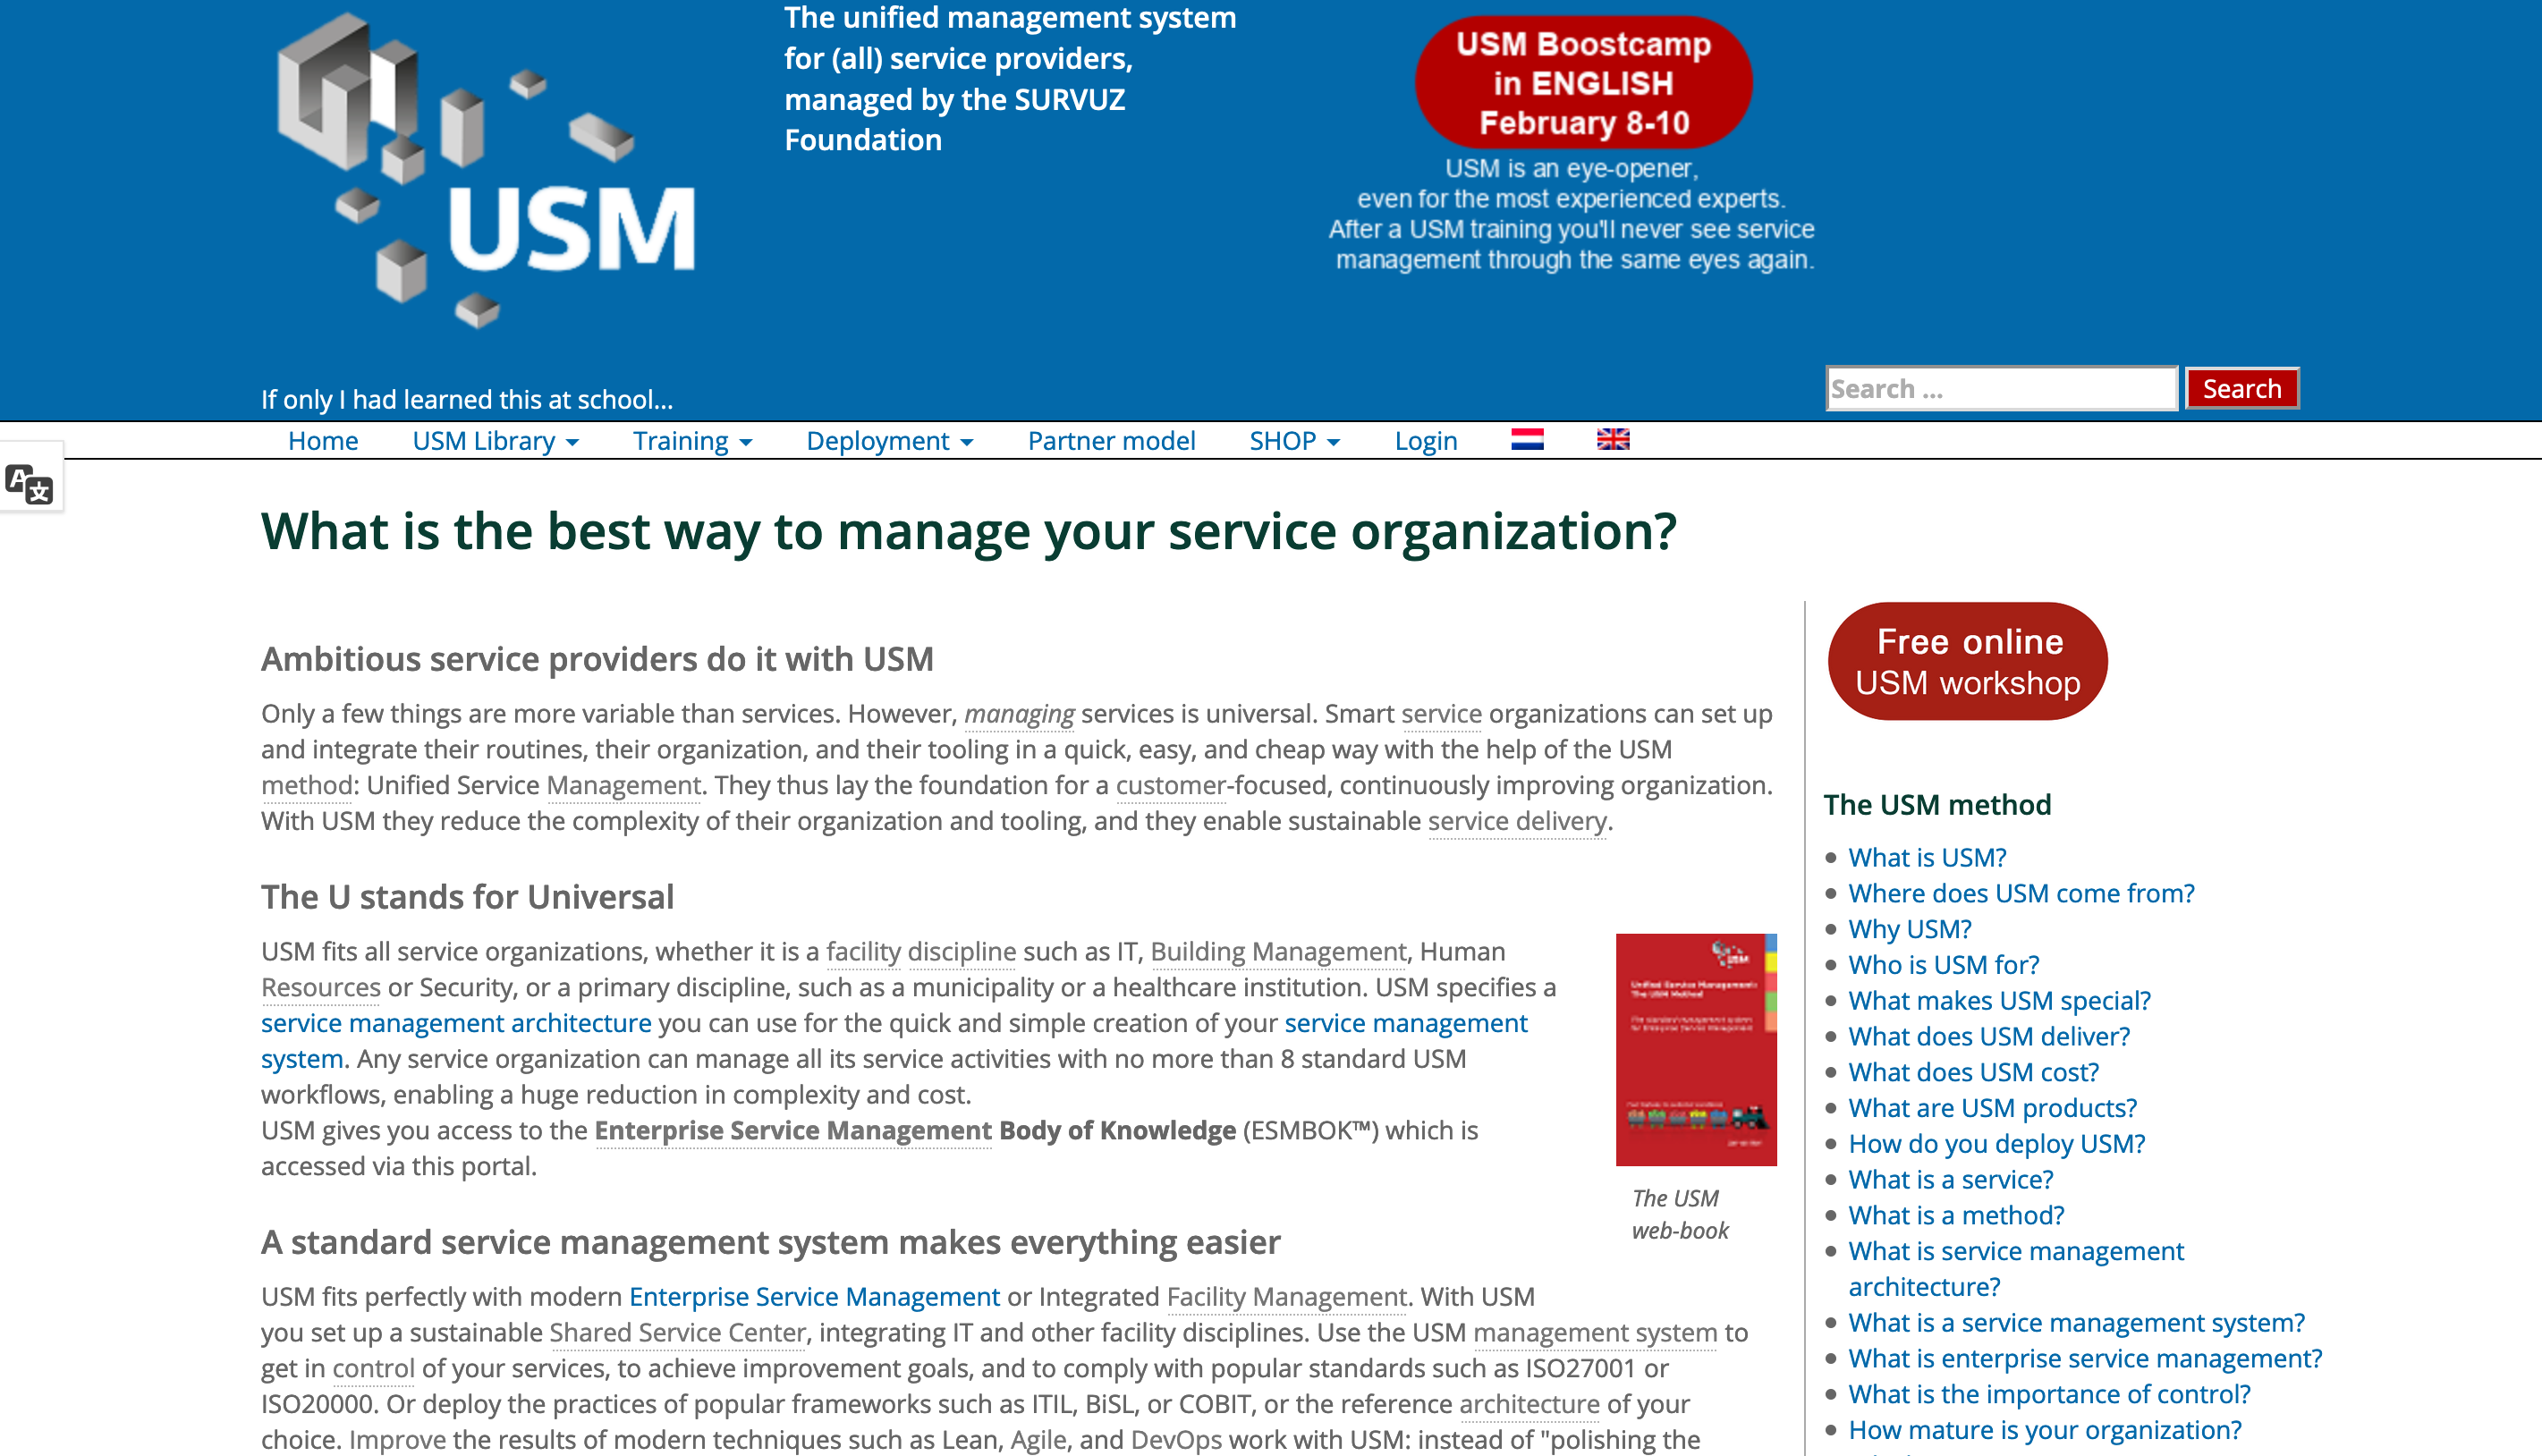 The unified management system
for (all) service providers,
managed by the SURVUZ
Foundation
USM
USM Boostcamp
in ENGLISH
February 8-10
USM is an eye-opener,
even for the most experienced experts.
After a USM training you'll never see service
management through the same eyes again.
If only I had learned this at school...
Search ...
Search
Home
USM Library
Training
Deployment
Partner model
SHOP
Login
A
文
What is the best way to manage your service organization?
Ambitious service providers do it with USM
Only a few things are more variable than services. However, managing services is universal. Smart service organizations can set up
and integrate their routines, their organization, and their tooling in a quick, easy, and cheap way with the help of the USM
method: Unified Service Management. They thus lay the foundation for a customer-focused, continuously improving organization.
With USM they reduce the complexity of their organization and tooling, and they enable sustainable service delivery.
The U stands for Universal
USM fits all service organizations, whether it is a facility discipline such as IT, Building Management, Human
Resources or Security, or a primary discipline, such as a municipality or a healthcare institution. USM specifies a
service management architecture you can use for the quick and simple creation of your service management
system. Any service organization can manage all its service activities with no more than 8 standard USM
workflows, enabling a huge reduction in complexity and cost.
USM gives you access to the Enterprise Service Management Body of Knowledge (ESMBOK™) which is
accessed via this portal.
USM
Unified Service Management:
The USM Method
The standard management system
for Enterprise Service Management
The USM
web-book
A standard service management system makes everything easier
USM fits perfectly with modern Enterprise Service Management or Integrated Facility Management. With USM
you set up a sustainable Shared Service Center, integrating IT and other facility disciplines. Use the USM management system to
get in control of your services, to achieve improvement goals, and to comply with popular standards such as ISO27001 or
ISO20000. Or deploy the practices of popular frameworks such as ITIL, BiSL, or COBIT, or the reference architecture of your
choice. Improve the results of modern techniques such as Lean, Agile, and DevOps work with USM: instead of "polishing the
Free online
USM workshop
The USM method
What is USM?
Where does USM come from?
Why USM?
Who is USM for?
What makes USM special?
What does USM deliver?
What does USM cost?
What are USM products?
How do you deploy USM?
What is a service?
What is a method?
What is service management
architecture?
What is a service management system?
What is enterprise service management?
What is the importance of control?
How mature is your organization?